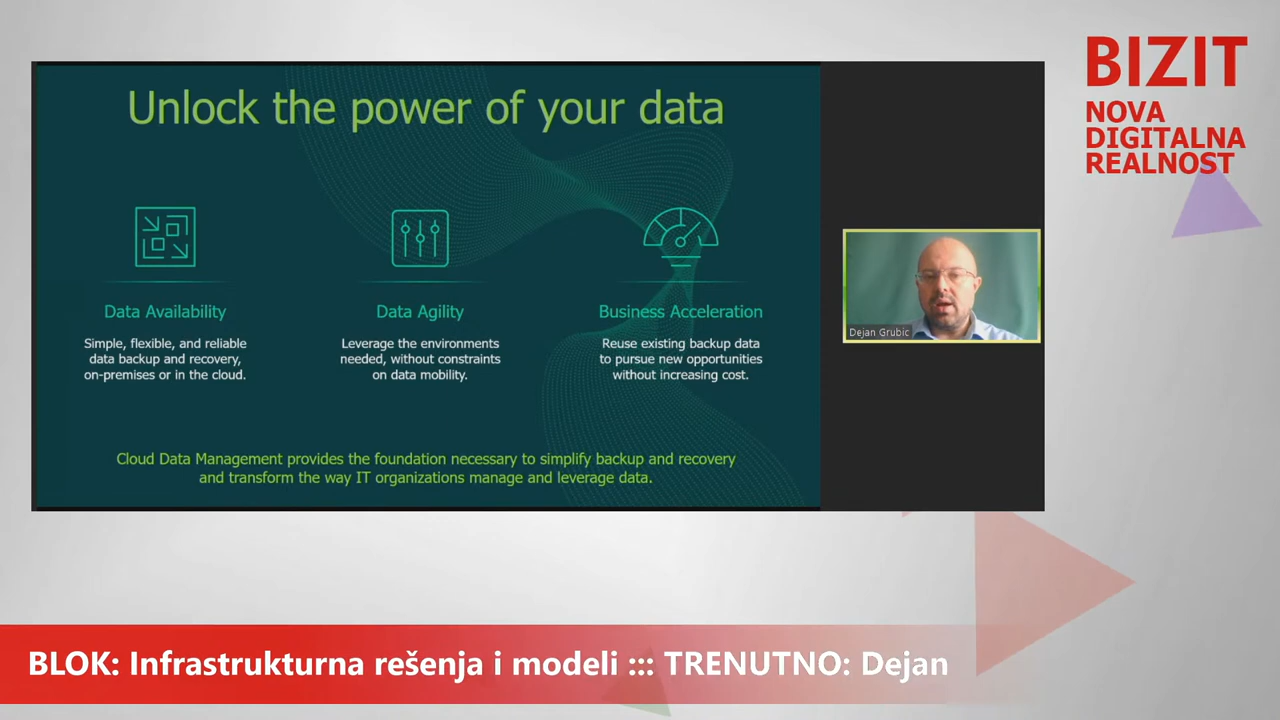 Unlock the power of your data
Data Availability
Simple, flexible, and reliable
data backup and recovery,
on-premises or in the cloud.
Data Agility
Leverage the environments
needed, without constraints
on data mobility.
Business Acceleration
Reuse existing backup data
to pursue new opportunities
without increasing cost.
Cloud Data Management provides the foundation necessary to simplify backup and recovery
and transform the way IT organizations manage and leverage data.
Dejan Grubic
BIZIT
NOVA
DIGITALNA
REALNOST
BLOK: Infrastrukturna rešenja i modeli ::: TRENUTNO: Dejan